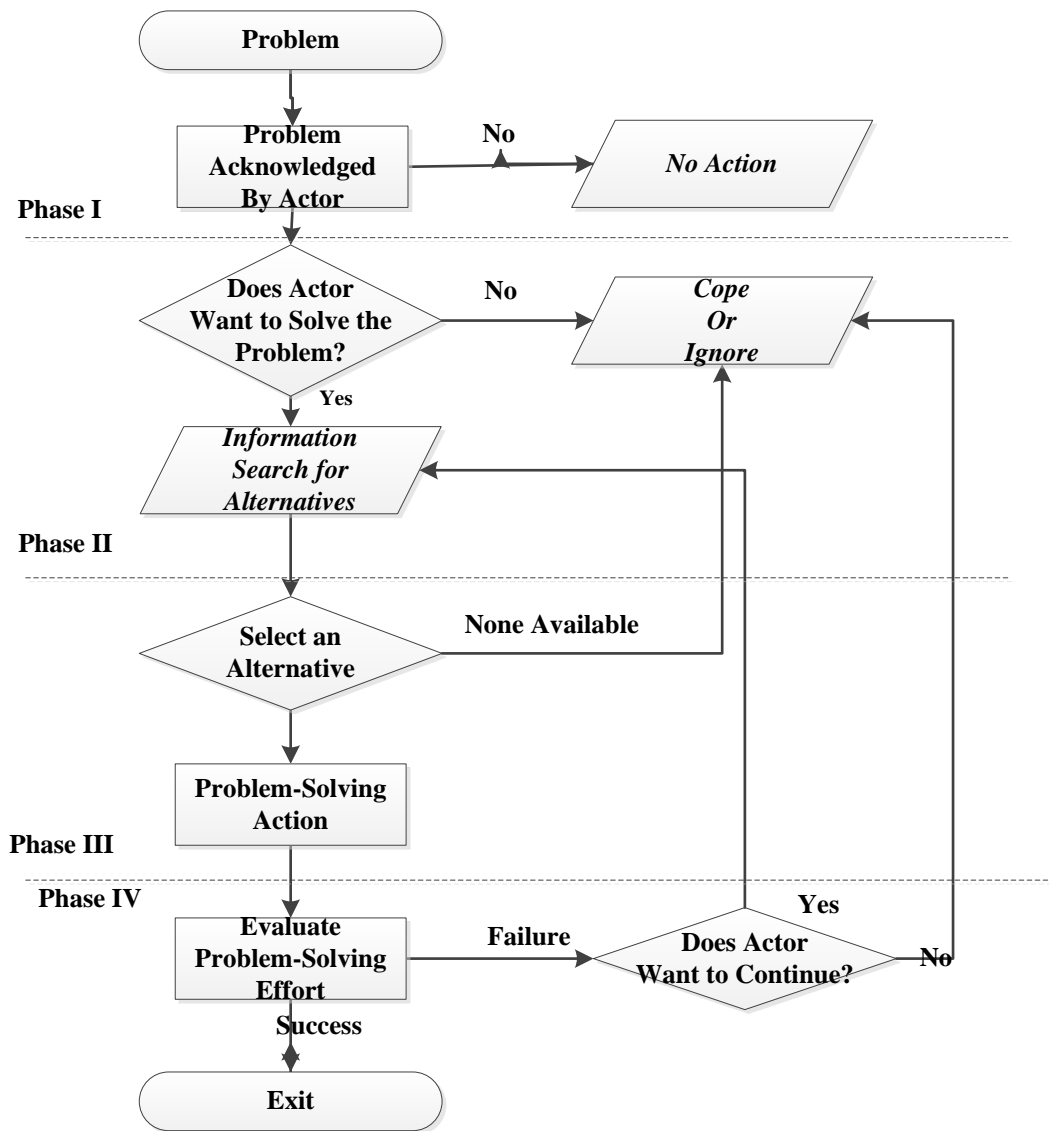 Problem
Problem
Acknowledged
By Actor
No
No Action
Phase I
Does Actor
Want to Solve the
Problem?
No
Cope
Or
Ignore
Yes
Information
Search for
Alternatives
Phase II
Select an
Alternative
None Available
Problem-Solving
Action
Phase III
Phase IV
Evaluate
Problem-Solving
Effort
Failure
Does Actor
Want to Continue?
Yes
No
Success
Exit